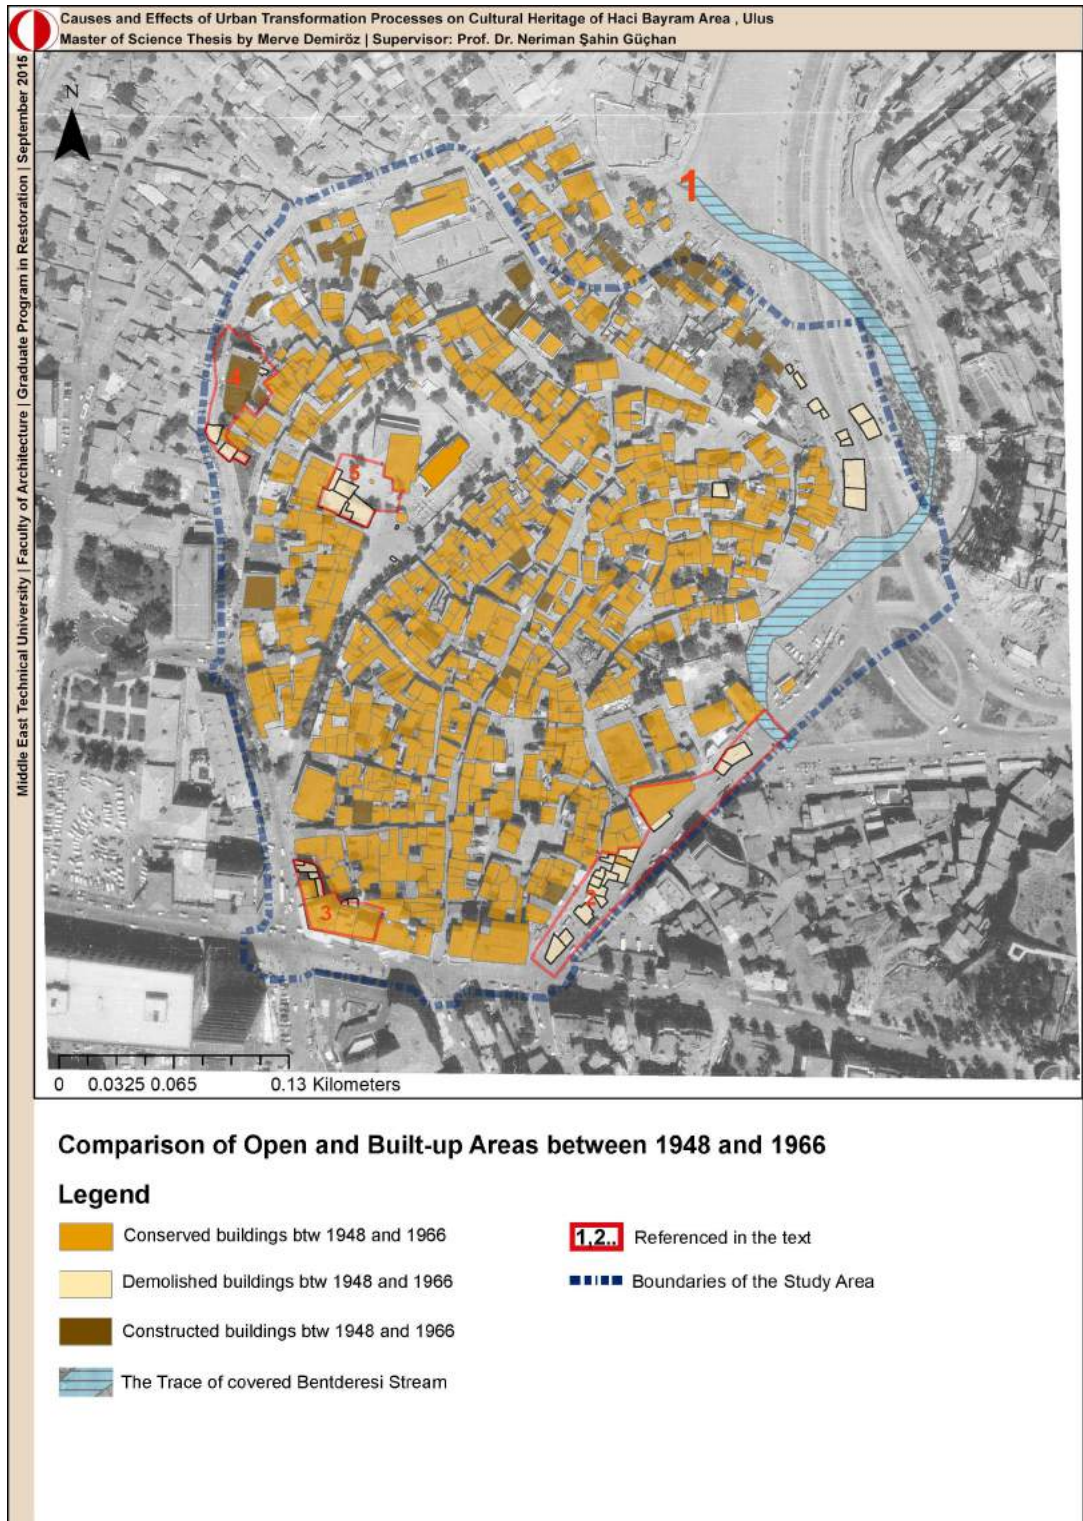 Causes and Effects of Urban Transformation Processes on Cultural Heritage of Haci Bayram Area , Ulus
Master of Science Thesis by Merve Demiröz | Supervisor: Prof. Dr. Neriman Şahin Güçhan
Middle East Technical University | Faculty of Architecture | Graduate Program in Restoration | September 2015
N
1
4
5
2
3
0 0.0325 0.065 0.13 Kilometers
Comparison of Open and Built-up Areas between 1948 and 1966
Legend
Conserved buildings btw 1948 and 1966
Demolished buildings btw 1948 and 1966
Constructed buildings btw 1948 and 1966
The Trace of covered Bentderesi Stream
1,2.. Referenced in the text
Boundaries of the Study Area